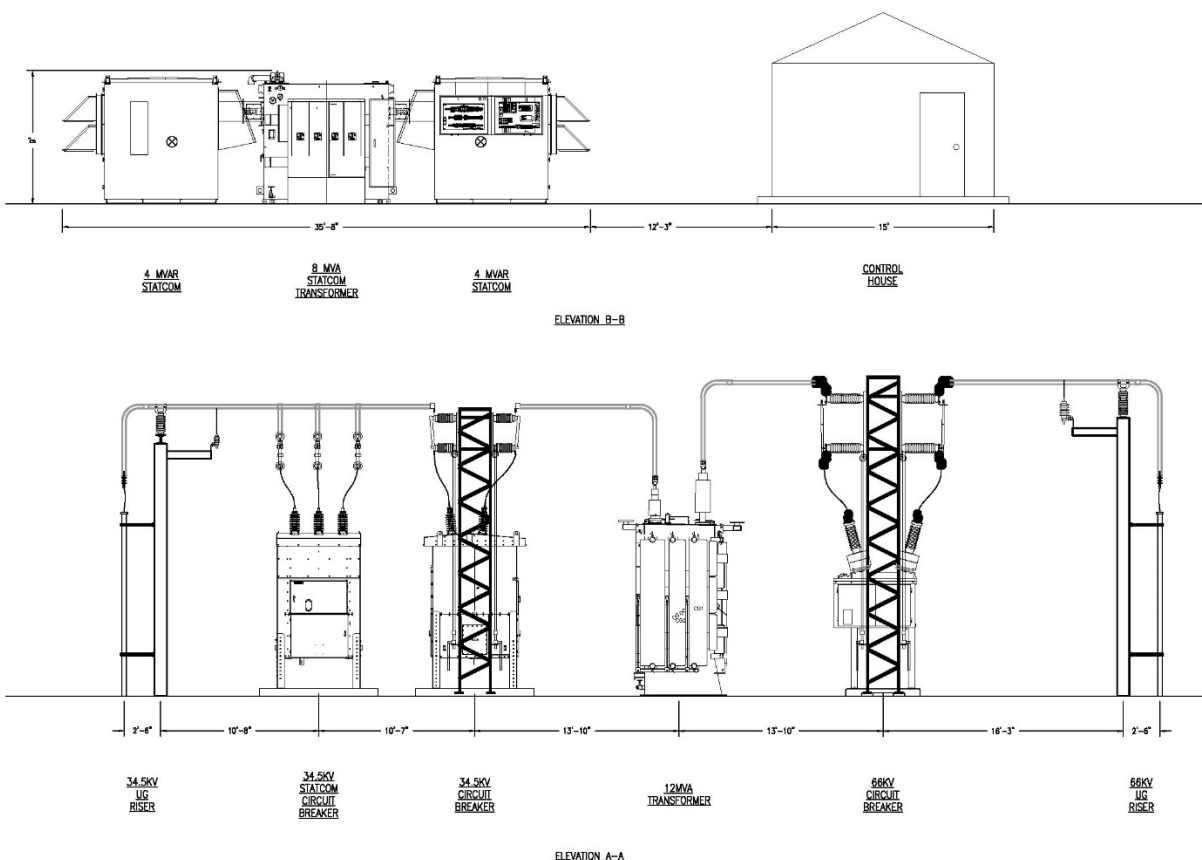 9'
35'-8"
12'-3"
15'
4 MVAR
STATCOM
8 MVA
STATCOM
TRANSFORMER
4 MVAR
STATCOM
CONTROL
HOUSE
ELEVATION B-B
2'-6"
10'-8"
10'-7"
13'-10"
13'-10"
16'-3"
2'-6"
34.5KV
UG
RISER
34.5KV
STATCOM
CIRCUIT
BREAKER
34.5KV
CIRCUIT
BREAKER
12MVA
TRANSFORMER
66KV
CIRCUIT
BREAKER
66KV
UG
RISER
ELEVATION A-A